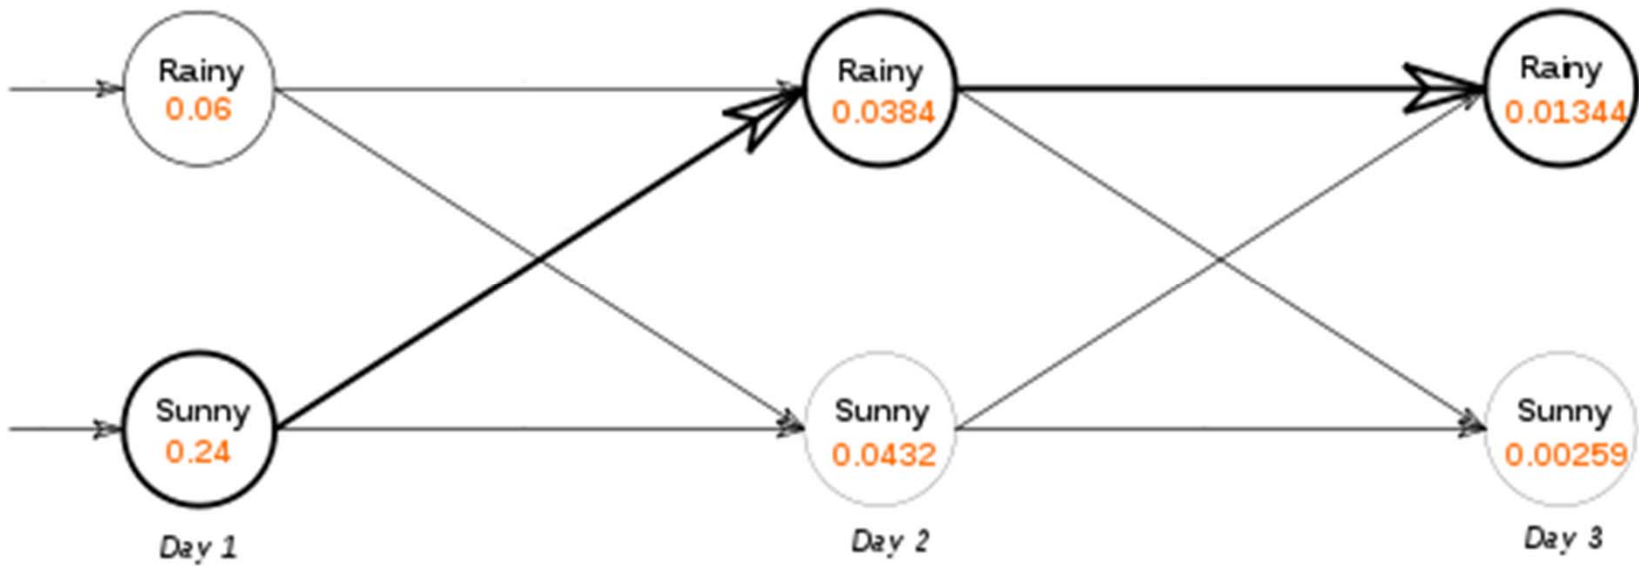 Rainy
0.06
Rainy
0.0384
Rainy
0.01344
Sunny
0.24
Sunny
0.0432
Sunny
0.00259
Day 1
Day 2
Day 3